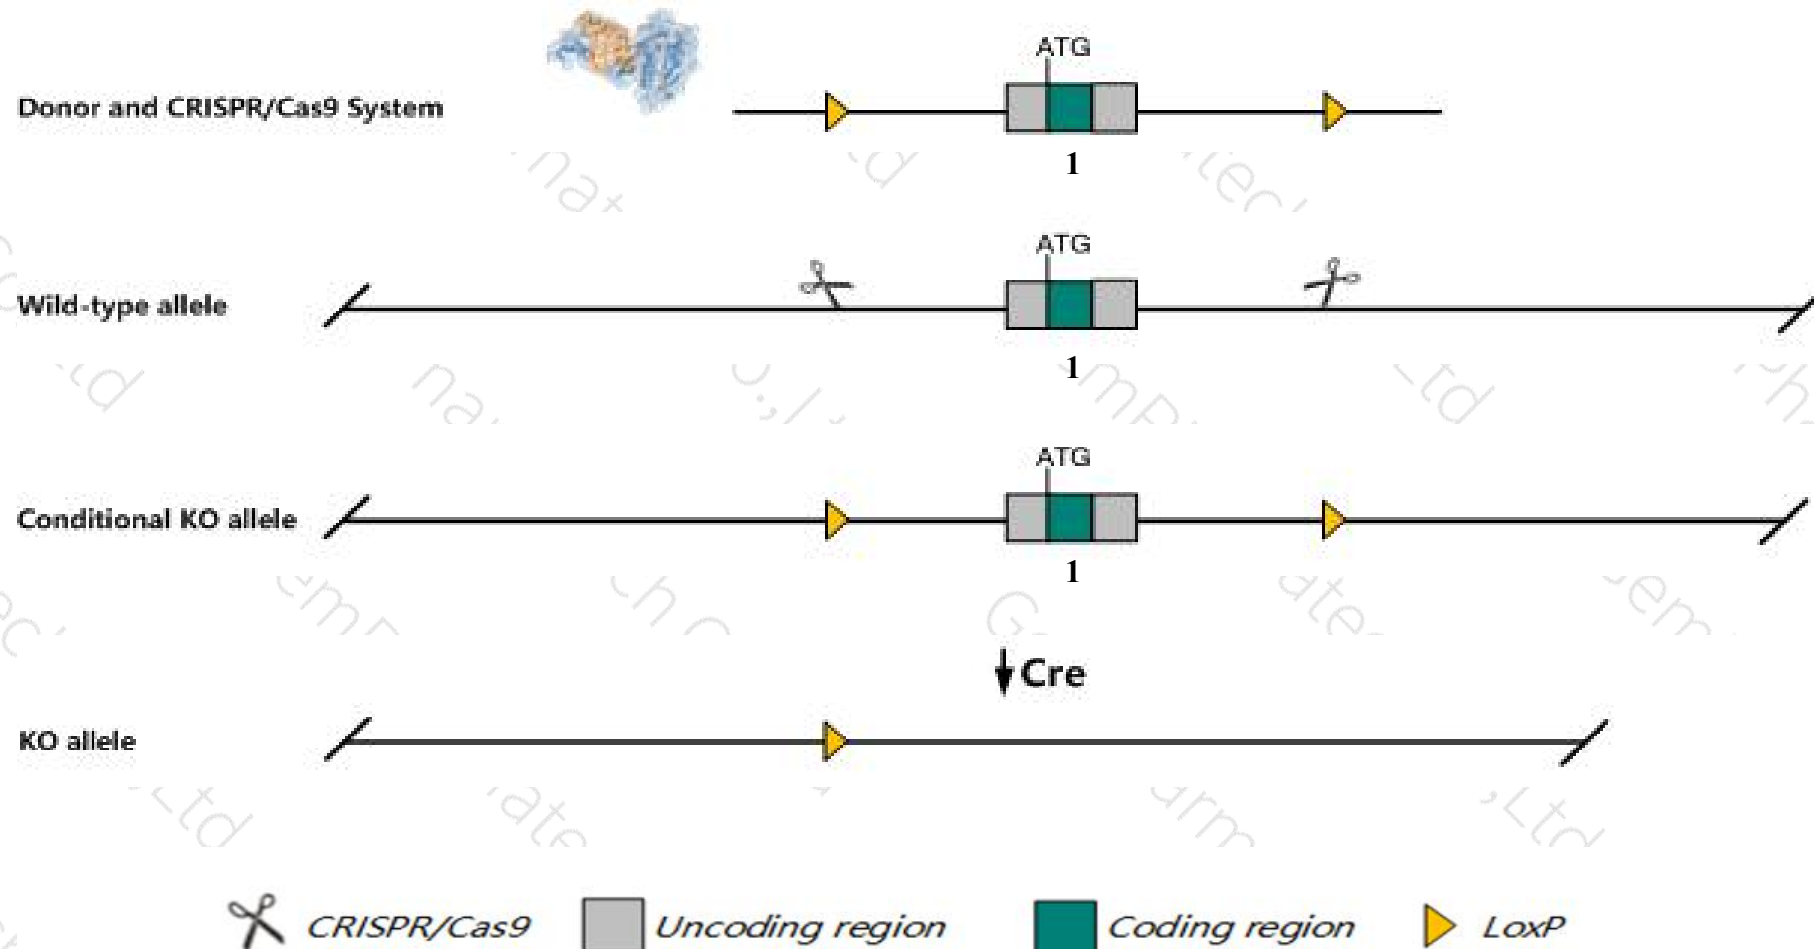 ATG
Donor and CRISPR/Cas9 System
1
ATG
Wild-type allele
1
ATG
Conditional KO allele
1
Cre
KO allele
CRISPR/Cas9 Uncoding region Coding region LoxP